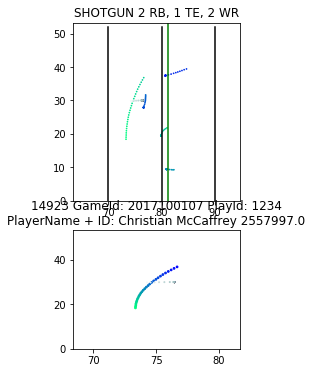 SHOTGUN 2 RB, 1 TE, 2 WR
50
40
30
20
10
0
70 80 90
14923 GameId: 2017100107 PlayId: 1234
PlayerName + ID: Christian McCaffrey 2557997.0
40
20
0
70 75 80